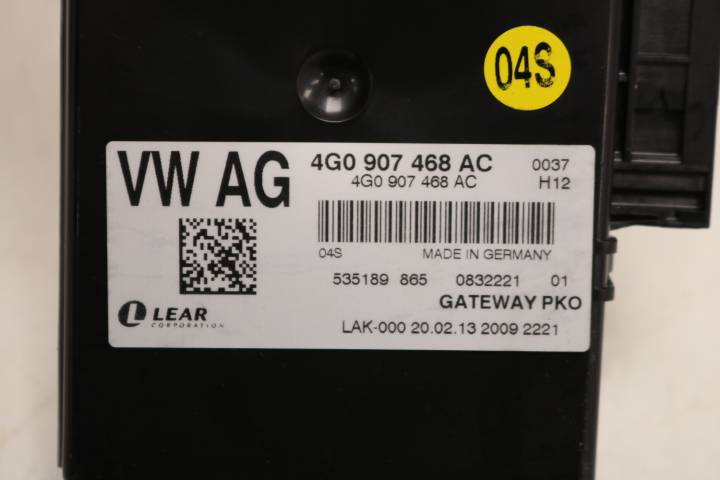 04S
VW AG
4G0 907 468 AC 0037
4G0 907 468 AC H12
04S MADE IN GERMANY
535189 865 0832221 01
GATEWAY PKO
LEAR
CORPORATION
LAK-000 20.02.13 2009 2221